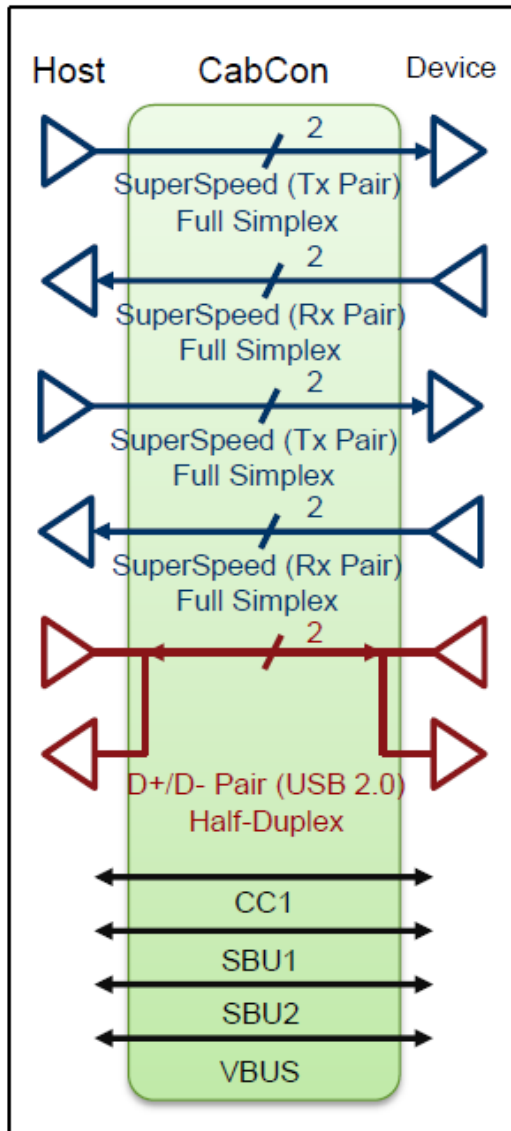 Host CabCon Device
2
SuperSpeed (Tx Pair)
Full Simplex
2
SuperSpeed (Rx Pair)
Full Simplex
2
SuperSpeed (Tx Pair)
Full Simplex
2
SuperSpeed (Rx Pair)
Full Simplex
2
D+/D- Pair (USB 2.0)
Half-Duplex
CC1
SBU1
SBU2
VBUS